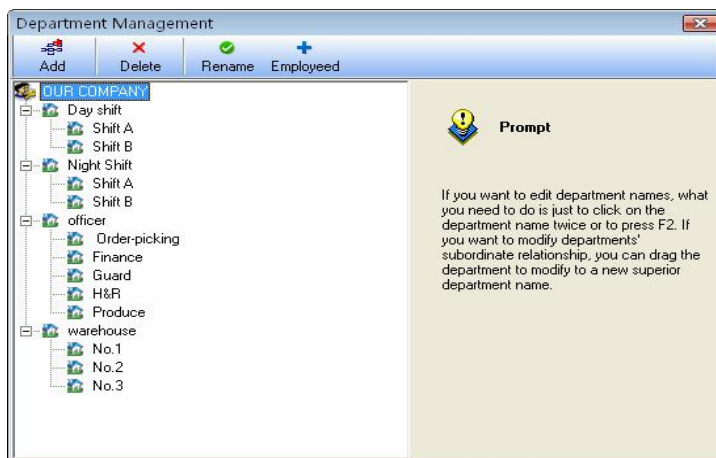 Department Management
Add Delete Rename Employeed
OUR COMPANY
Day shift
Shift A
Shift B
Night Shift
Shift A
Shift B
officer
Order-picking
Finance
Guard
H&R
Produce
warehouse
No.1
No.2
No.3
Prompt
If you want to edit department names, what
you need to do is just to click on the
department name twice or to press F2. If
you want to modify departments'
subordinate relationship, you can drag the
department to modify to a new superior
department name.